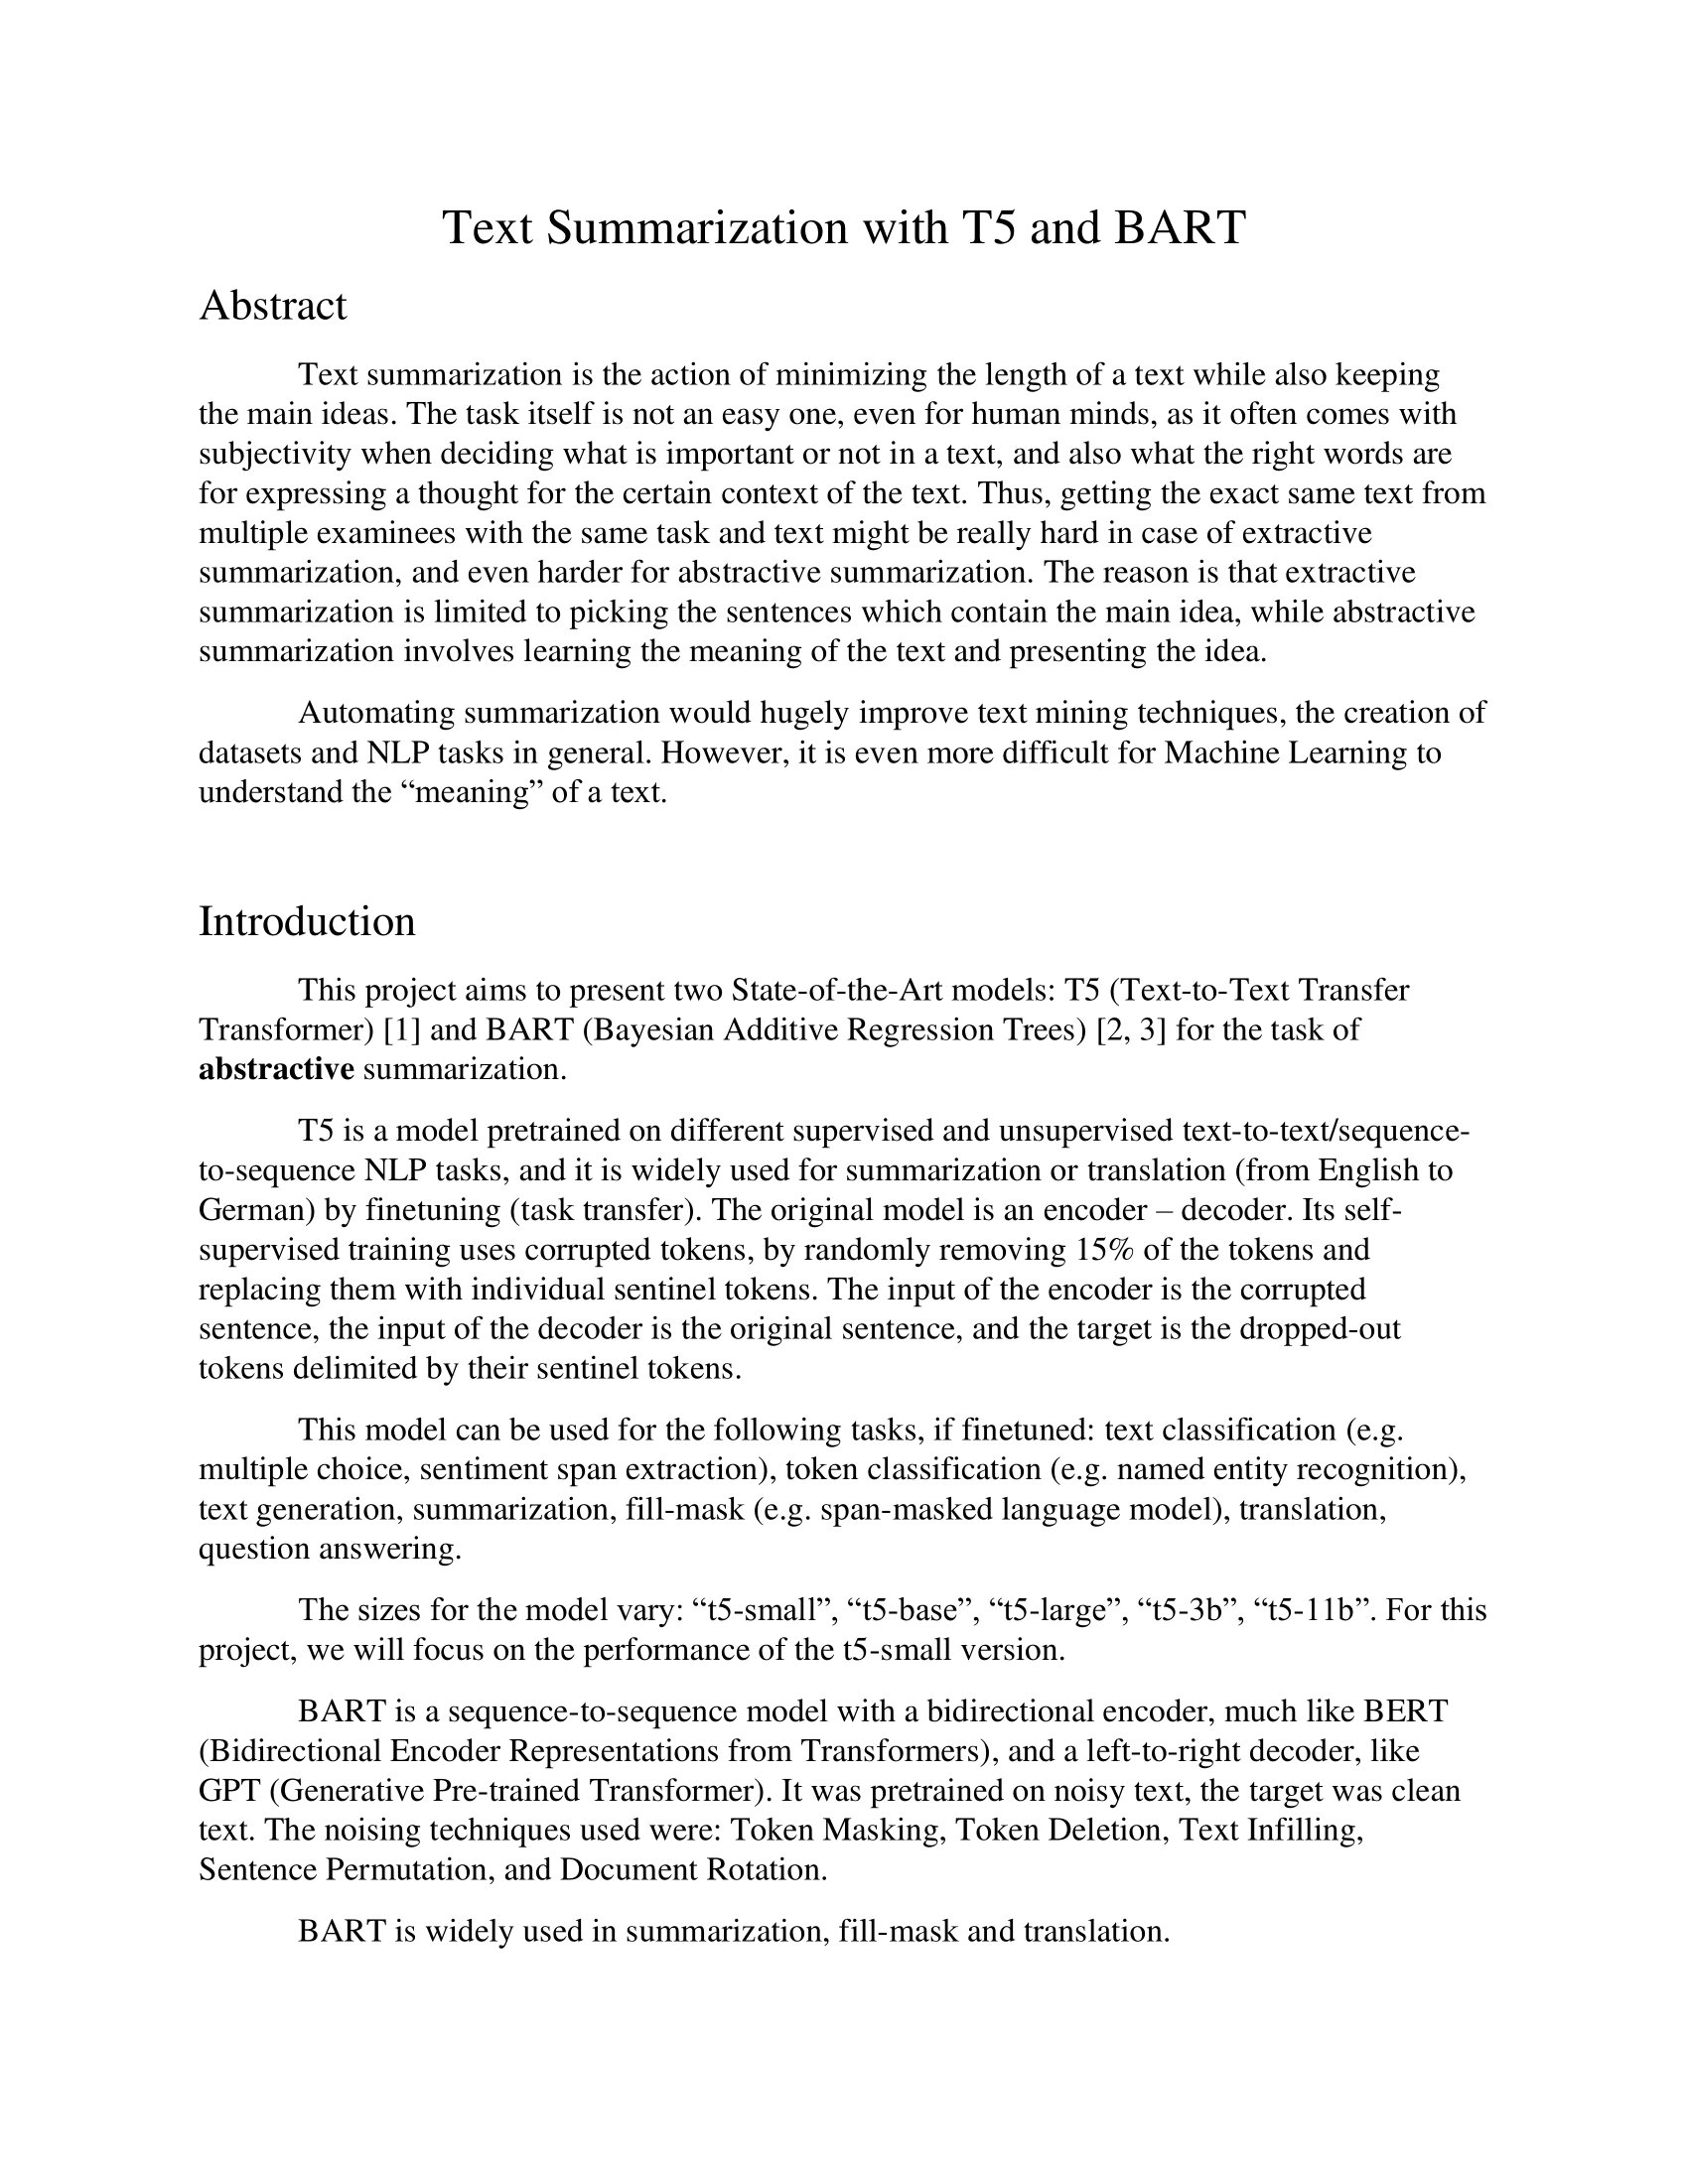 Text Summarization with T5 and BART
Abstract
Text summarization is the action of minimizing the length of a text while also keeping
the main ideas. The task itself is not an easy one, even for human minds, as it often comes with
subjectivity when deciding what is important or not in a text, and also what the right words are
for expressing a thought for the certain context of the text. Thus, getting the exact same text from
multiple examinees with the same task and text might be really hard in case of extractive
summarization, and even harder for abstractive summarization. The reason is that extractive
summarization is limited to picking the sentences which contain the main idea, while abstractive
summarization involves learning the meaning of the text and presenting the idea.
Automating summarization would hugely improve text mining techniques, the creation of
datasets and NLP tasks in general. However, it is even more difficult for Machine Learning to
understand the “meaning” of a text.
Introduction
This project aims to present two State-of-the-Art models: T5 (Text-to-Text Transfer
Transformer) [1] and BART (Bayesian Additive Regression Trees) [2, 3] for the task of
abstractive summarization.
T5 is a model pretrained on different supervised and unsupervised text-to-text/sequence-
to-sequence NLP tasks, and it is widely used for summarization or translation (from English to
German) by finetuning (task transfer). The original model is an encoder – decoder. Its self-
supervised training uses corrupted tokens, by randomly removing 15% of the tokens and
replacing them with individual sentinel tokens. The input of the encoder is the corrupted
sentence, the input of the decoder is the original sentence, and the target is the dropped-out
tokens delimited by their sentinel tokens.
This model can be used for the following tasks, if finetuned: text classification (e.g.
multiple choice, sentiment span extraction), token classification (e.g. named entity recognition),
text generation, summarization, fill-mask (e.g. span-masked language model), translation,
question answering.
The sizes for the model vary: “t5-small”, “t5-base”, “t5-large”, “t5-3b”, “t5-11b”. For this
project, we will focus on the performance of the t5-small version.
BART is a sequence-to-sequence model with a bidirectional encoder, much like BERT
(Bidirectional Encoder Representations from Transformers), and a left-to-right decoder, like
GPT (Generative Pre-trained Transformer). It was pretrained on noisy text, the target was clean
text. The noising techniques used were: Token Masking, Token Deletion, Text Infilling,
Sentence Permutation, and Document Rotation.
BART is widely used in summarization, fill-mask and translation.